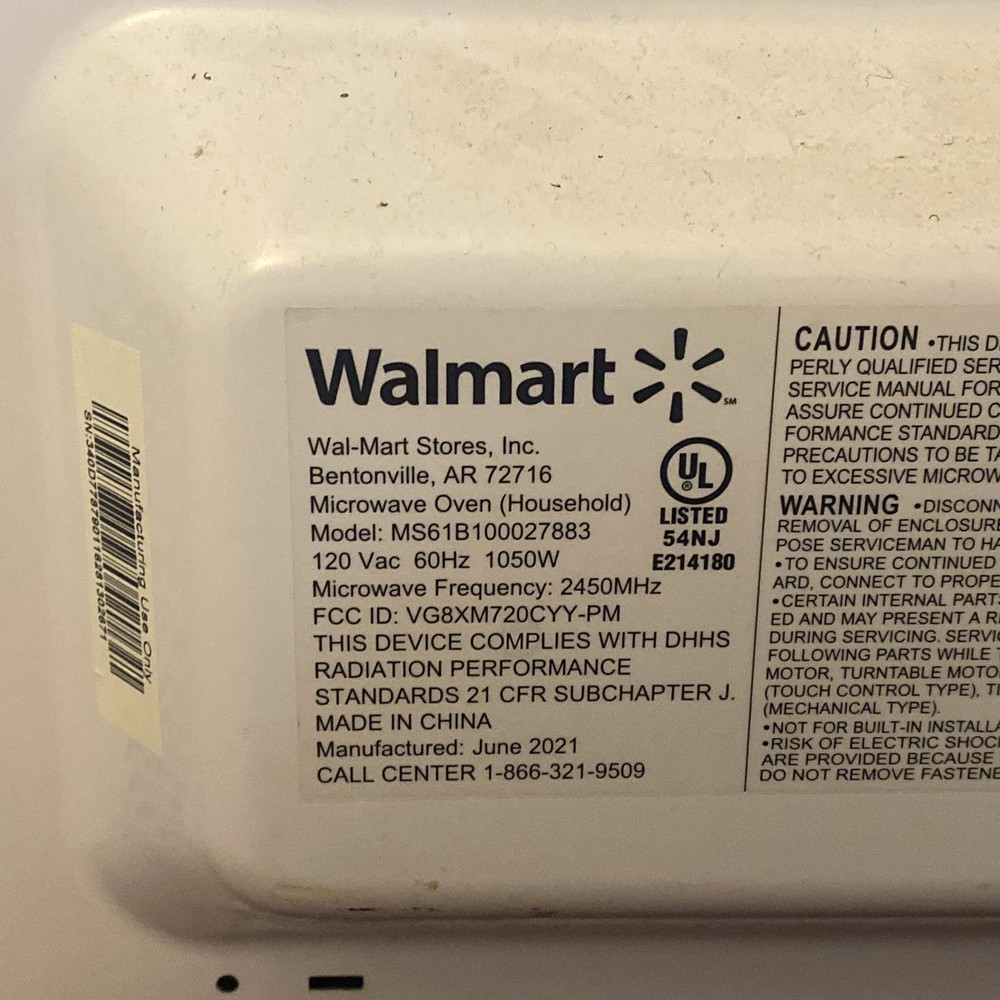 Walmart
SM
Wal-Mart Stores, Inc.
Bentonville, AR 72716
Microwave Oven (Household)
Model: MS61B100027883
120 Vac 60Hz 1050W
Microwave Frequency: 2450MHz
FCC ID: VG8XM720CYY-PM
THIS DEVICE COMPLIES WITH DHHS
RADIATION PERFORMANCE
STANDARDS 21 CFR SUBCHAPTER J.
MADE IN CHINA
Manufactured: June 2021
CALL CENTER 1-866-321-9509
UL
®
LISTED
54NJ
E214180
CAUTION •THIS
PERLY QUALIFIED
SERVICE MANUAL FOR
ASSURE CONTINUED
FORMANCE STANDARD
PRECAUTIONS TO BE
TO EXCESSIVE
WARNING •
REMOVAL OF ENCLOSURE
POSE SERVICEMAN TO
•TO ENSURE CONTINUED
ARD, CONNECT TO
•CERTAIN INTERNAL
ED AND MAY PRESENT A
DURING SERVICING.
FOLLOWING PARTS WHILE
MOTOR, TURNTABLE
(TOUCH CONTROL TYPE),
(MECHANICAL TYPE).
•NOT FOR BUILT-IN
•RISK OF ELECTRIC
ARE PROVIDED BECAUSE
DO NOT REMOVE
Manufacturing Use Only